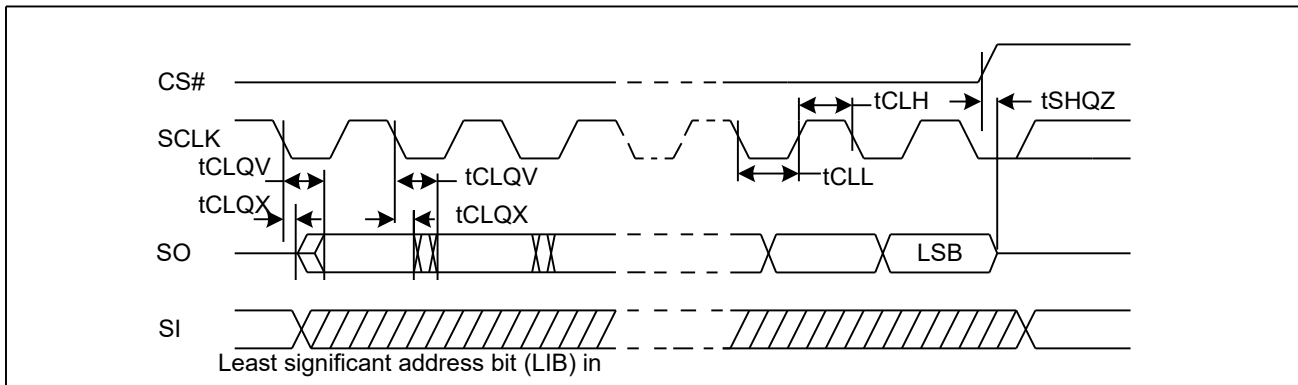 CS#
tCLH
tSHQZ
SCLK
tCLQV
tCLQV
tCLL
tCLQX
tCLQX
SO
LSB
SI
Least significant address bit (LIB) in